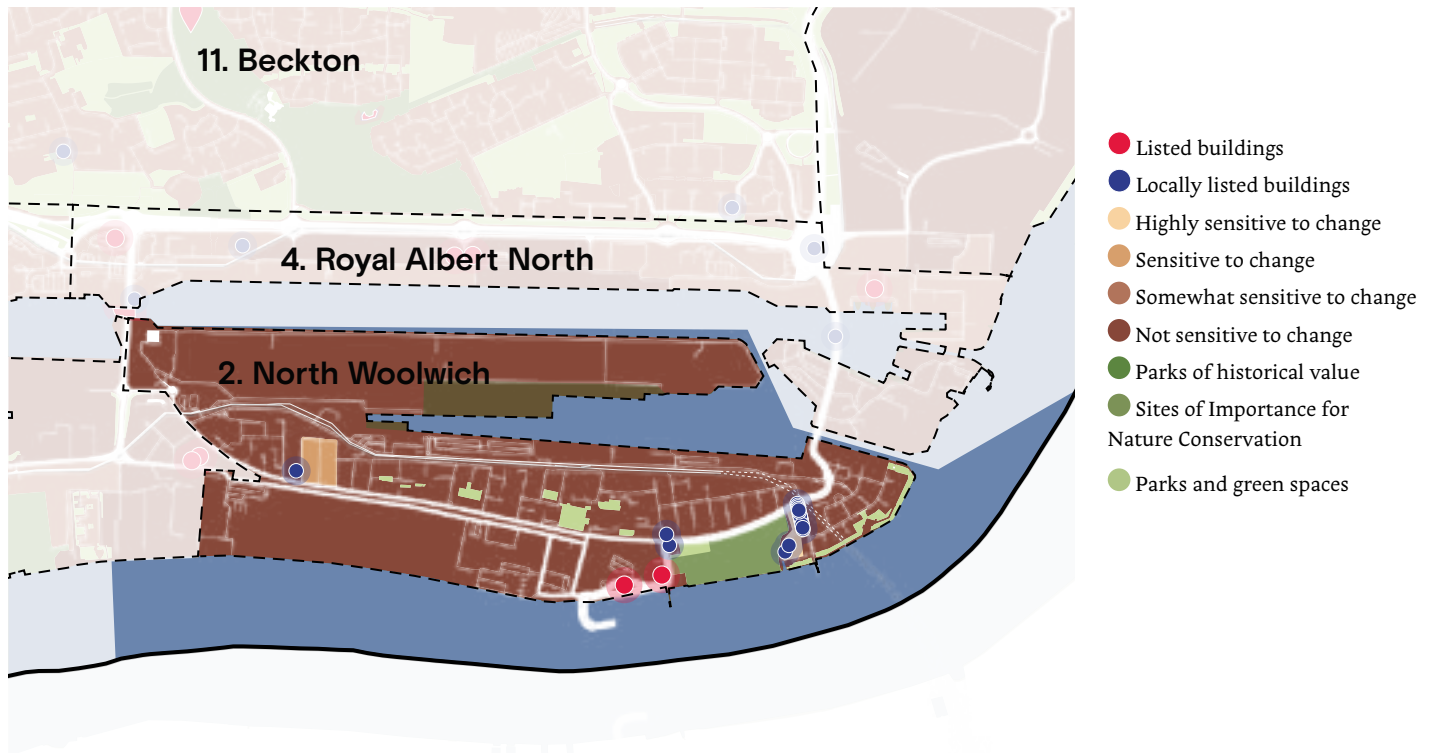 11. Beckton
4. Royal Albert North
2. North Woolwich
Listed buildings
Locally listed buildings
Highly sensitive to change
Sensitive to change
Somewhat sensitive to change
Not sensitive to change
Parks of historical value
Sites of Importance for
Nature Conservation
Parks and green spaces